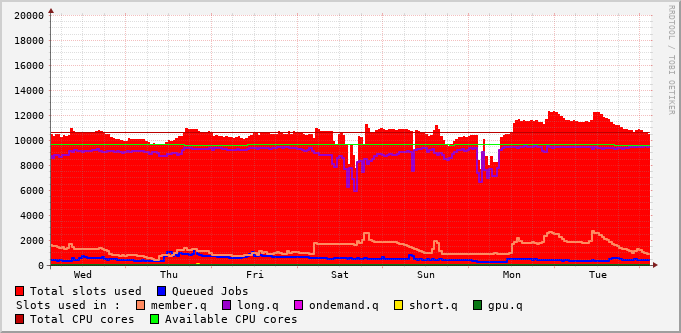 20000
18000
16000
14000
12000
10000
8000
6000
4000
2000
0
Wed Thu Fri Sat Sun Mon Tue
RRDTOOL / TOBI OETIKER
Total slots used Queued Jobs
Slots used in : member.q long.q ondemand.q short.q gpu.q
Total CPU cores Available CPU cores